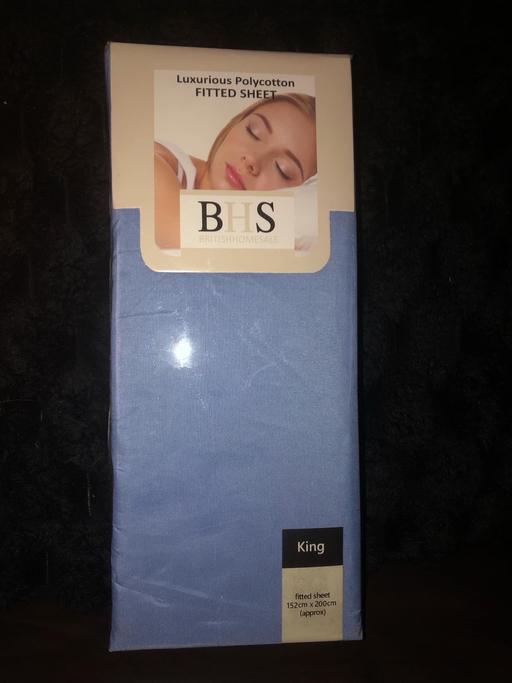 Luxurious Polycotton
FITTED SHEET
BHS
BRITISHHOMESALE
King
fitted sheet
152cm x 200cm
(approx)